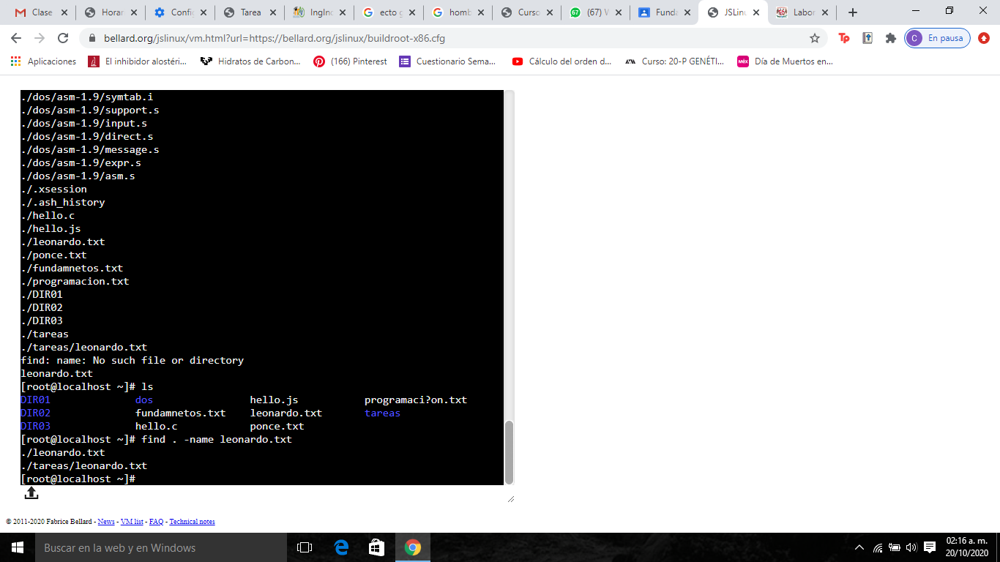 Clase
Horar
Config
Tarea
IngInc
ecto g
homb
Curso
(67) V
Funda
JSLinu
Labor
bellard.org/jslinux/vm.html?url=https://bellard.org/jslinux/buildroot-x86.cfg
C
En pausa
Aplicaciones
El inhibidor alostéri...
Hidratos de Carbon...
(166) Pinterest
Cuestionario Sema...
Cálculo del orden d...
Curso: 20-P GENÉTI...
Día de Muertos en...
./dos/asm-1.9/symtab.i
./dos/asm-1.9/support.s
./dos/asm-1.9/input.s
./dos/asm-1.9/direct.s
./dos/asm-1.9/message.s
./dos/asm-1.9/expr.s
./dos/asm-1.9/asm.s
./.xsession
./.ash_history
./hello.c
./hello.js
./leonardo.txt
./ponce.txt
./fundamnetos.txt
./programacion.txt
./DIR01
./DIR02
./DIR03
./tareas
./tareas/leonardo.txt
find: name: No such file or directory
leonardo.txt
[root@localhost ~]# ls
DIR01 dos hello.js programaci?on.txt
DIR02 fundamnetos.txt leonardo.txt tareas
DIR03 hello.c ponce.txt
[root@localhost ~]# find . -name leonardo.txt
./leonardo.txt
./tareas/leonardo.txt
[root@localhost ~]#
© 2011-2020 Fabrice Bellard - News - VM list - FAQ - Technical notes
Buscar en la web y en Windows
02:16 a. m.
20/10/2020